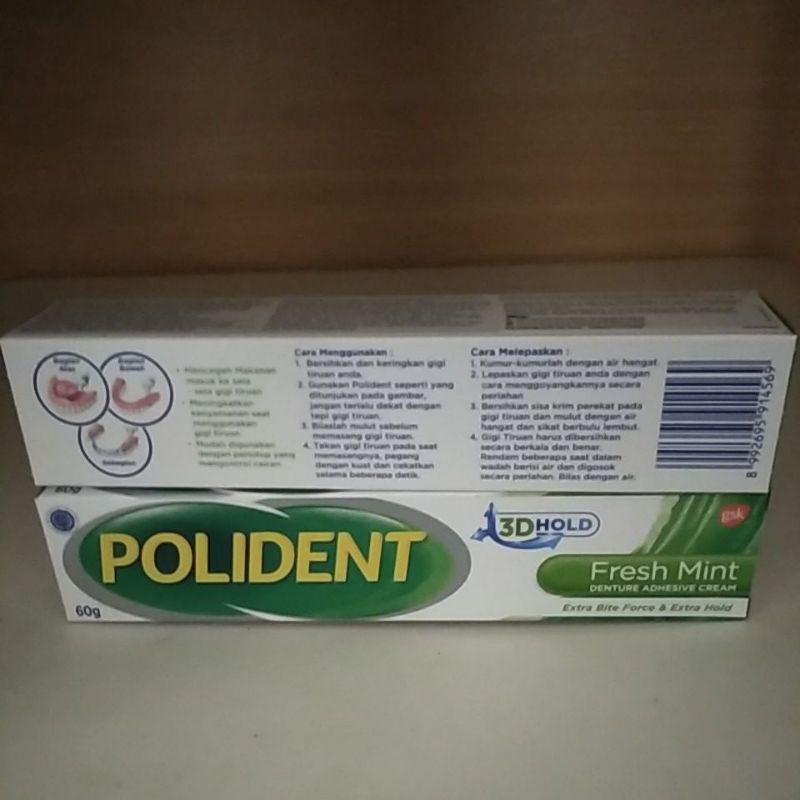 Bagian Atas
Bagian Bawah
Sebagian
• Mencegah Makanan
masuk ke sela
sela gigi tiruan
• Meningkatkan
kenyamanan saat
menggunakan
gigi tiruan
• Mudah digunakan
dengan penutup yang
mengontrol cairan
Cara Menggunakan :
1. Bersihkan dan keringkan gigi
tiruan anda.
2. Gunakan Polident seperti yang
ditunjukan pada gambar,
jangan terlalu dekat dengan
tepi gigi tiruan.
3. Bilaslah mulut sebelum
memasang gigi tiruan.
4. Tekan gigi tiruan pada saat
memasangnya, pegang
dengan kuat dan cekatkan
selama beberapa detik.
Cara Melepaskan :
1. Kumur-kumurlah dengan air hangat.
2. Lepaskan gigi tiruan anda dengan
cara menggoyangkannya secara
perlahan
3. Bersihkan sisa krim perekat pada
gigi tiruan dan mulut dengan air
hangat dan sikat berbulu lembut.
4. Gigi Tiruan harus dibersihkan
secara berkala dan benar.
Rendam beberapa saat dalam
wadah berisi air dan digosok
secara perlahan. Bilas dengan air.
8 992695 914569
60g
POLIDENT
60g
3DHOLD
gsk
Fresh Mint
DENTURE ADHESIVE CREAM
Extra Bite Force & Extra Hold